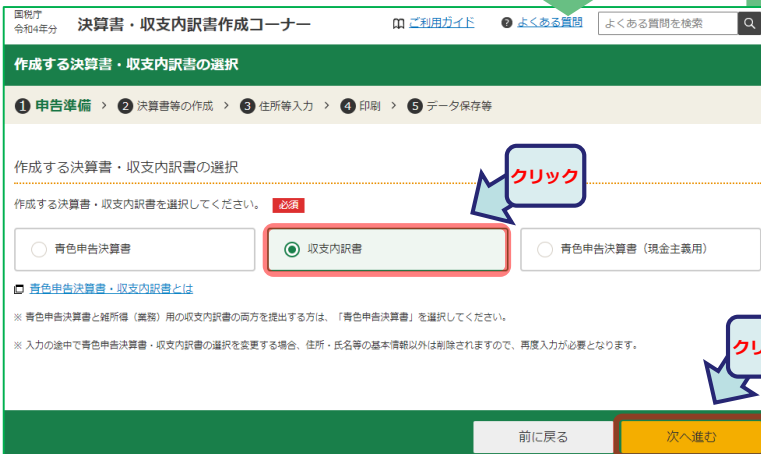 国税庁
令和4年分 決算書・収支内訳書作成コーナー ご利用ガイド よくある質問 よくある質問を検索
作成する決算書・収支内訳書の選択
1 申告準備 > 2 決算書等の作成 > 3 住所等入力 > 4 印刷 > 5 データ保存等
作成する決算書・収支内訳書の選択
クリック
作成する決算書・収支内訳書を選択してください。 必須
青色申告決算書 収支内訳書 青色申告決算書（現金主義用）
青色申告決算書・収支内訳書とは
※ 青色申告決算書と雑所得（業務）用の収支内訳書の両方を提出する方は、「青色申告決算書」を選択してください。
※ 入力の途中で青色申告決算書・収支内訳書の選択を変更する場合、住所・氏名等の基本情報以外は削除されますので、再度入力が必要となります。
クリ
前に戻る 次へ進む